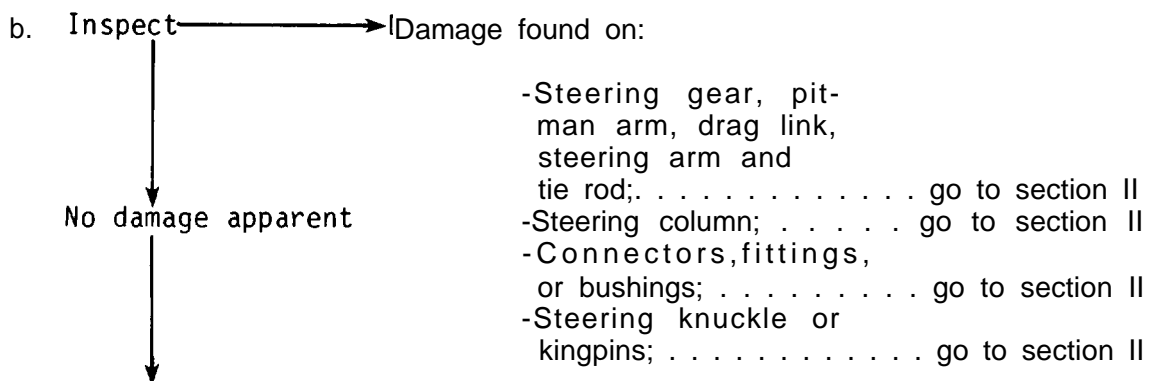 b. Inspect Damage found on:
-Steering gear, pit-
man arm, drag link,
steering arm and
tie rod;. . . . . . . . . . . . . go to section II
No damage apparent
-Steering column; . . . . . go to section II
-Connectors,fittings,
or bushings; . . . . . . . . . go to section II
-Steering knuckle or
kingpins; . . . . . . . . . . . . go to section II